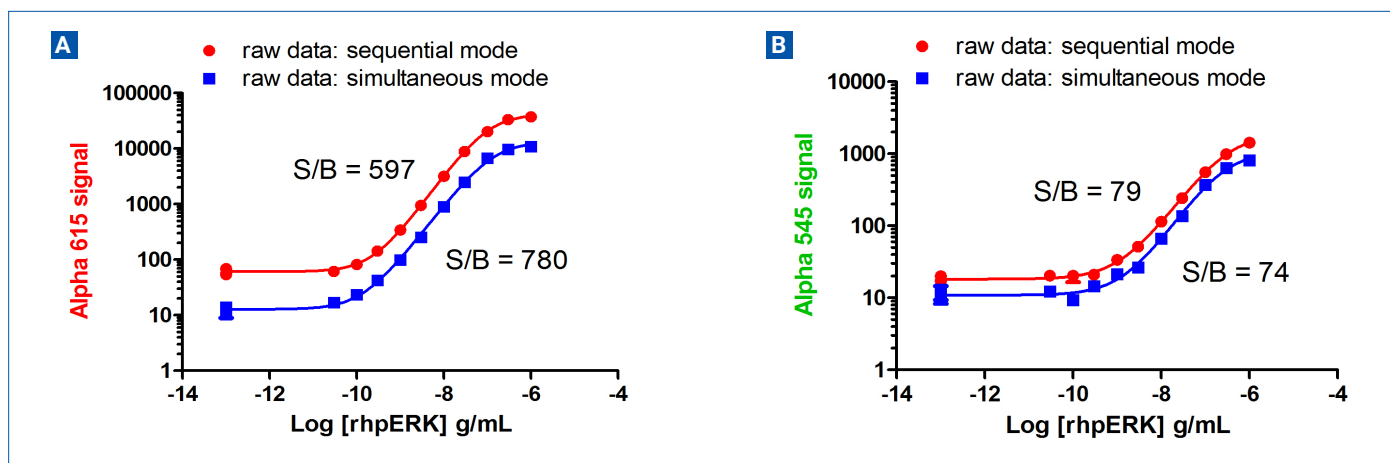 A
raw data: sequential mode
raw data: simultaneous mode
Alpha 615 signal
100000
10000
1000
100
10
1
S/B = 597
S/B = 780
-14 -12 -10 -8 -6 -4
Log [rhpERK] g/mL
B
raw data: sequential mode
raw data: simultaneous mode
Alpha 545 signal
10000
1000
100
10
1
S/B = 79
S/B = 74
-14 -12 -10 -8 -6 -4
Log [rhpERK] g/mL